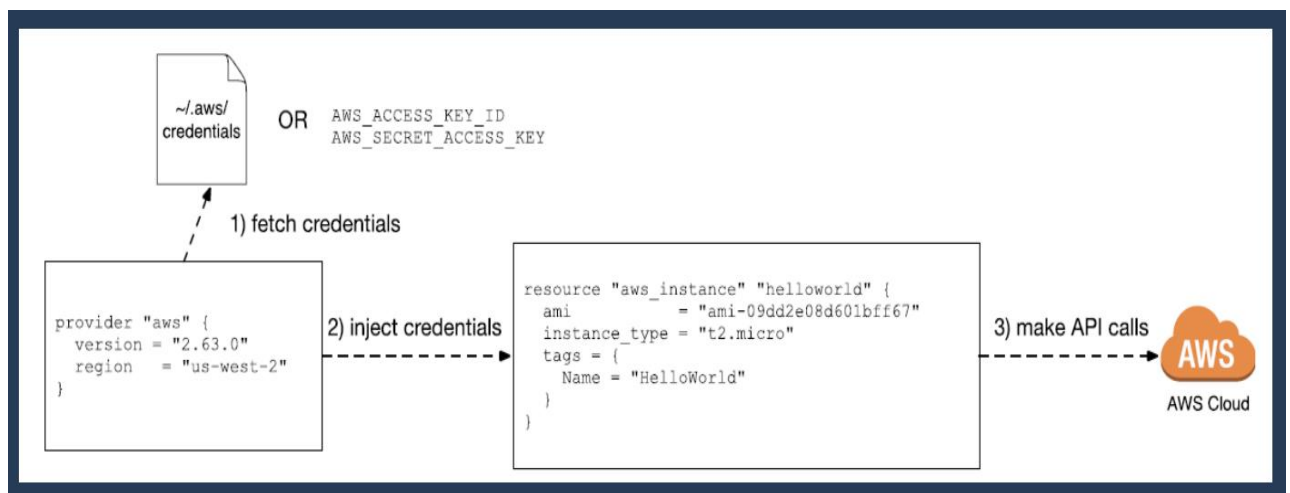 ~/.aws/
credentials
OR
AWS_ACCESS_KEY_ID
AWS_SECRET_ACCESS_KEY
1) fetch credentials
provider "aws" {
  version = "2.63.0"
  region   = "us-west-2"
}
2) inject credentials
resource "aws_instance" "helloworld" {
  ami           = "ami-09dd2e08d601bff67"
  instance_type = "t2.micro"
  tags = {
    Name = "HelloWorld"
  }
}
3) make API calls
AWS
AWS Cloud